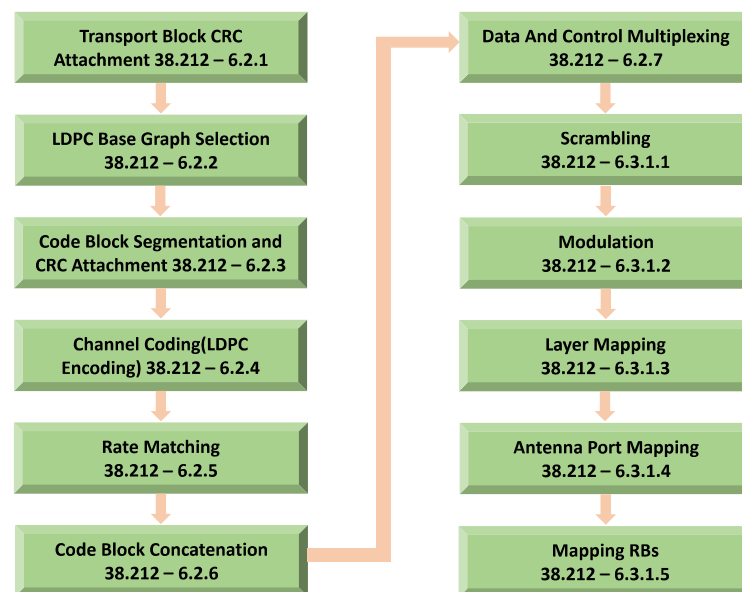 Transport Block CRC
Attachment 38.212 – 6.2.1
LDPC Base Graph Selection
38.212 – 6.2.2
Code Block Segmentation and
CRC Attachment 38.212 – 6.2.3
Channel Coding(LDPC
Encoding) 38.212 – 6.2.4
Rate Matching
38.212 – 6.2.5
Code Block Concatenation
38.212 – 6.2.6
Data And Control Multiplexing
38.212 – 6.2.7
Scrambling
38.212 – 6.3.1.1
Modulation
38.212 – 6.3.1.2
Layer Mapping
38.212 – 6.3.1.3
Antenna Port Mapping
38.212 – 6.3.1.4
Mapping RBs
38.212 – 6.3.1.5